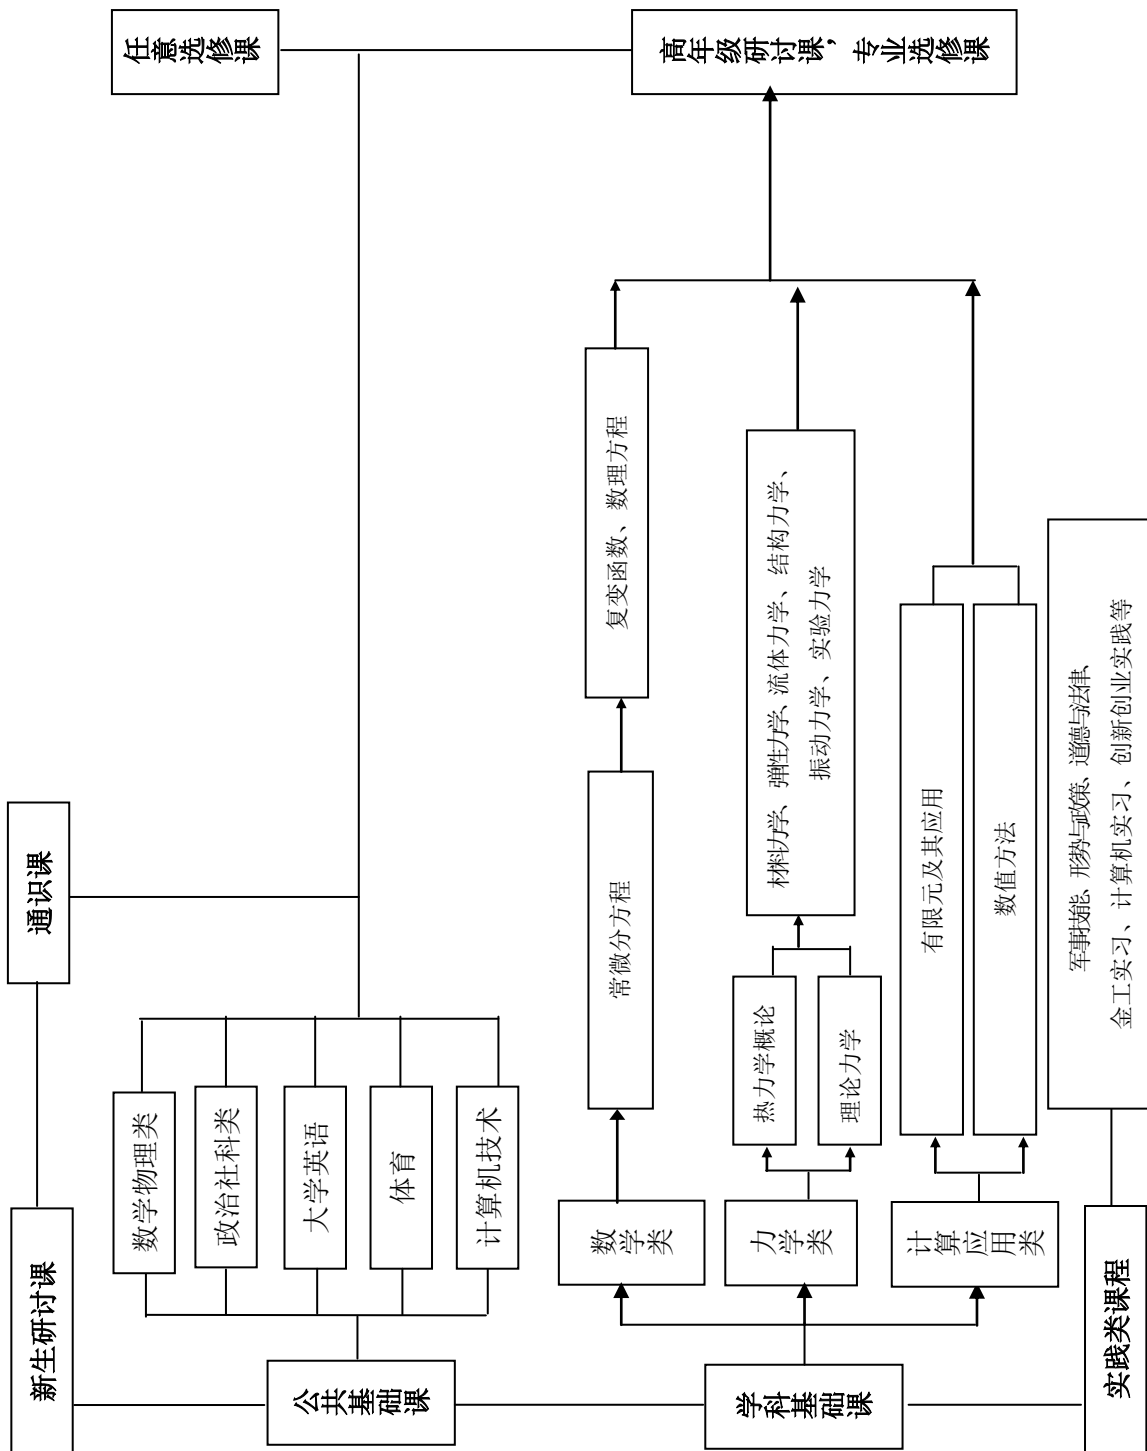 新生研讨课
通识课
公共基
础课
数学物理类
政治社科类
大学英语
体育
计算机技术
任意选
修课
学科基
础课
数
学
类
常微分方程
复变函数、数理方程
力
学
类
热力学概论
理论力学
材料力学、弹性力学、流体力学、结构力学、
振动力学、实验力学
计算
应用
类
有限元及其应用
数值方法
高年级研讨课，专业选修课
实践类课程
军事技能、形势与政策、道德与法律、
金工实习、计算机实习、创新创业实践等